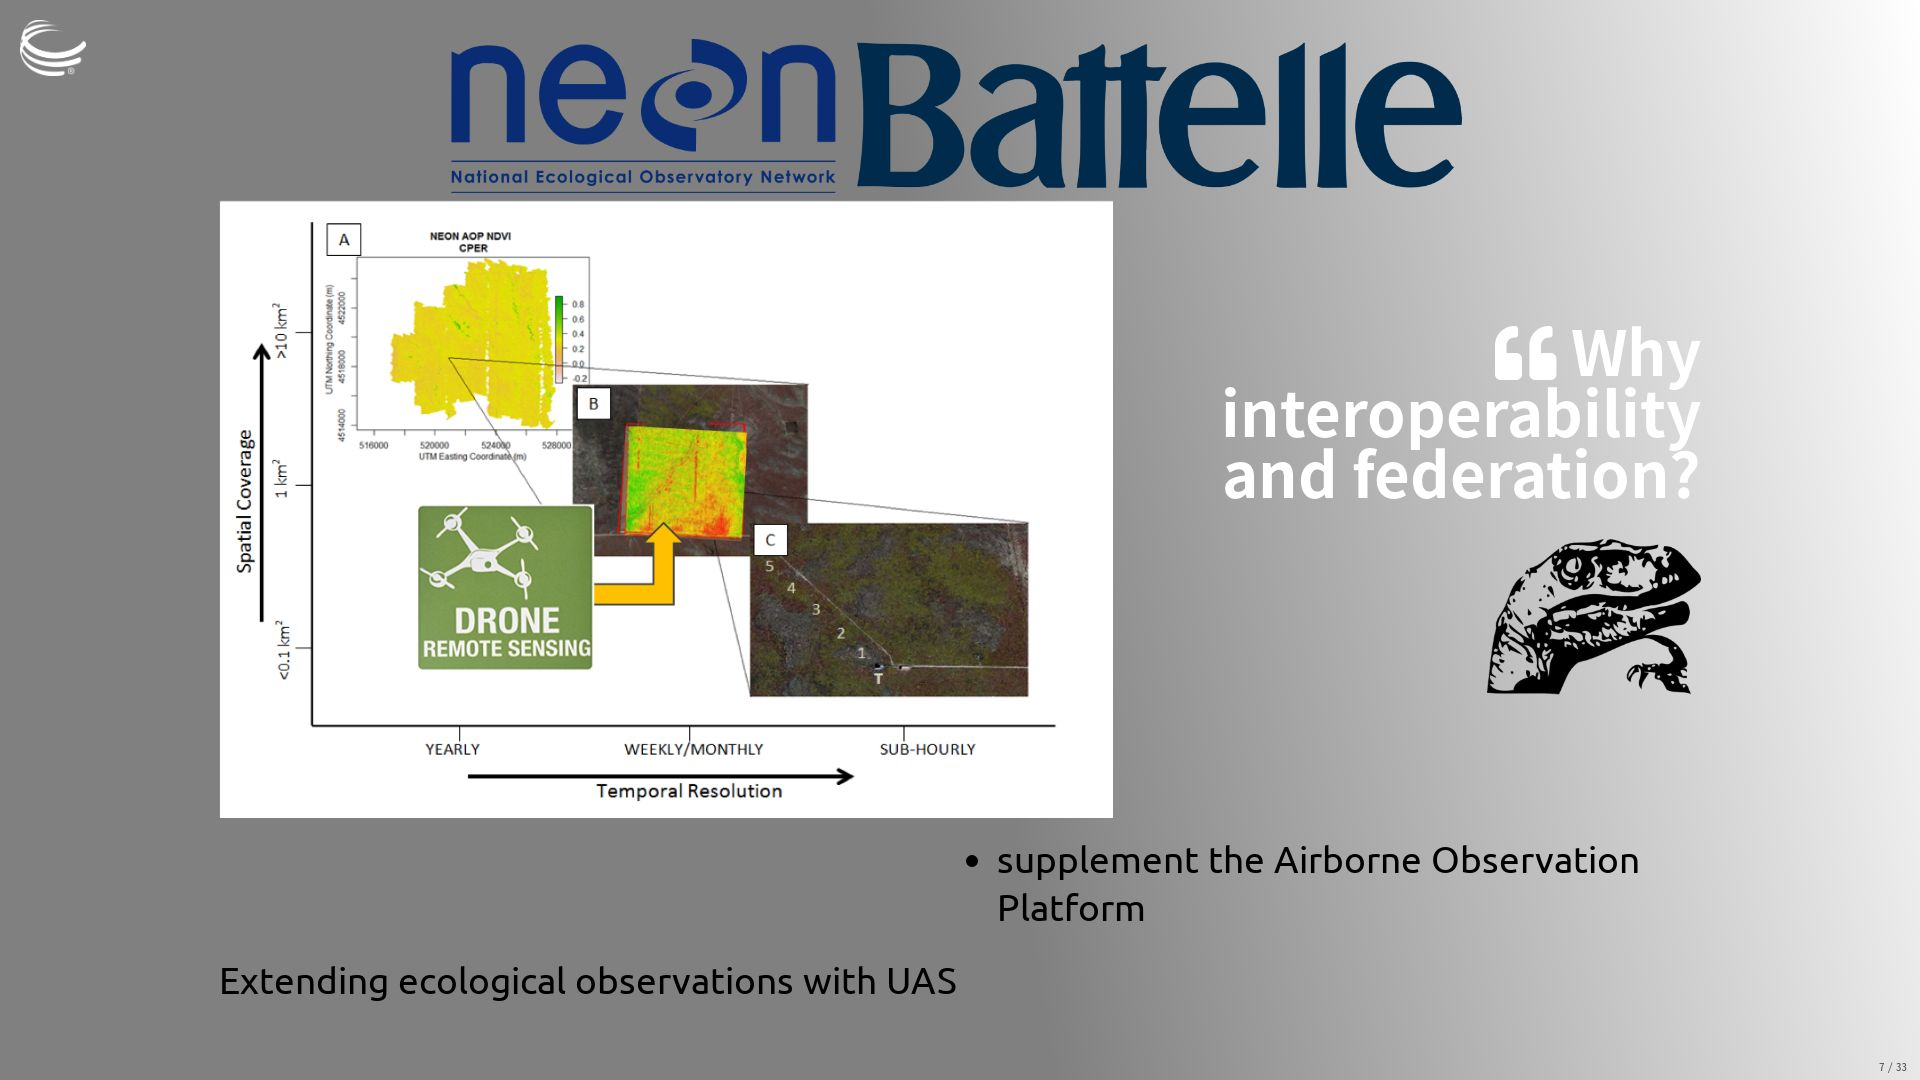 ®
neon
National Ecological Observatory Network
Battelle
A
NEON AOP NDVI
CPER
UTM Northing Coordinate (m)
4522000
4518000
4514000
0.8
0.6
0.4
0.2
0.0
-0.2
516000
520000
524000
528000
UTM Easting Coordinate (m)
B
C
5
4
3
2
1
T
DRONE
REMOTE SENSING
Spatial Coverage
>10 km²
1 km²
<0.1 km²
YEARLY
WEEKLY/MONTHLY
SUB-HOURLY
Temporal Resolution
“ Why
interoperability
and federation?
• supplement the Airborne Observation
Platform
Extending ecological observations with UAS
7 / 33